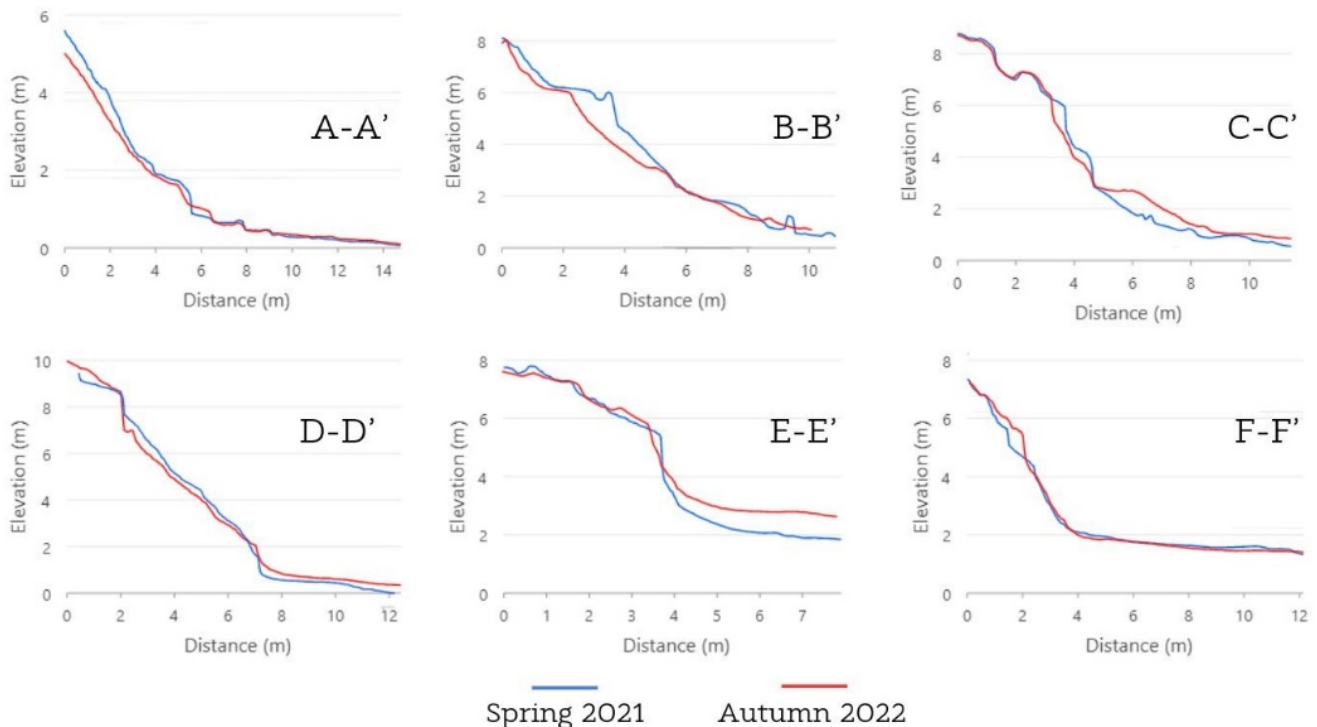 6
4
2
0
0 2 4 6 8 10 12 14
Elevation (m)
Distance (m)
A-A’
8
6
4
2
0
0 2 4 6 8 10
Elevation (m)
Distance (m)
B-B’
8
6
4
2
0
0 2 4 6 8 10
Elevation (m)
Distance (m)
C-C’
10
8
6
4
2
0
0 2 4 6 8 10 12
Elevation (m)
Distance (m)
D-D’
8
6
4
2
0
0 1 2 3 4 5 6 7
Elevation (m)
Distance (m)
E-E’
8
6
4
2
0
0 2 4 6 8 10 12
Elevation (m)
Distance (m)
F-F’
Spring 2021 Autumn 2022